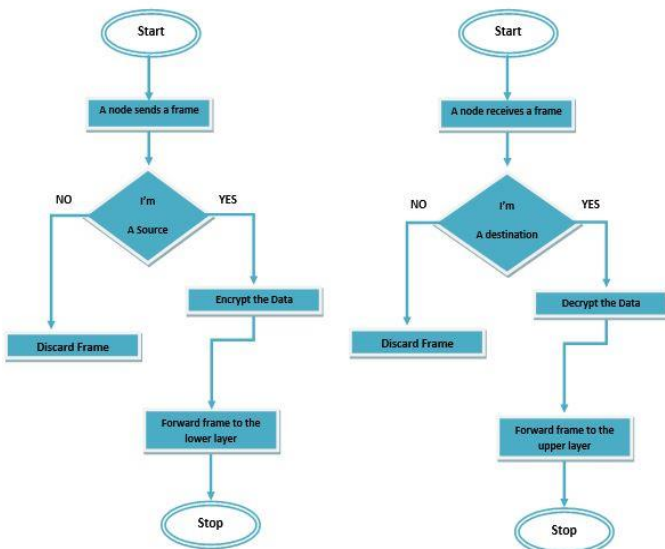 Start
A node sends a frame
NO
YES
I'm
A Source
Encrypt the Data
Discard Frame
Forward frame to the
lower layer
Stop
Start
A node receives a frame
NO
YES
I'm
A destination
Decrypt the Data
Discard Frame
Forward frame to the
upper layer
Stop